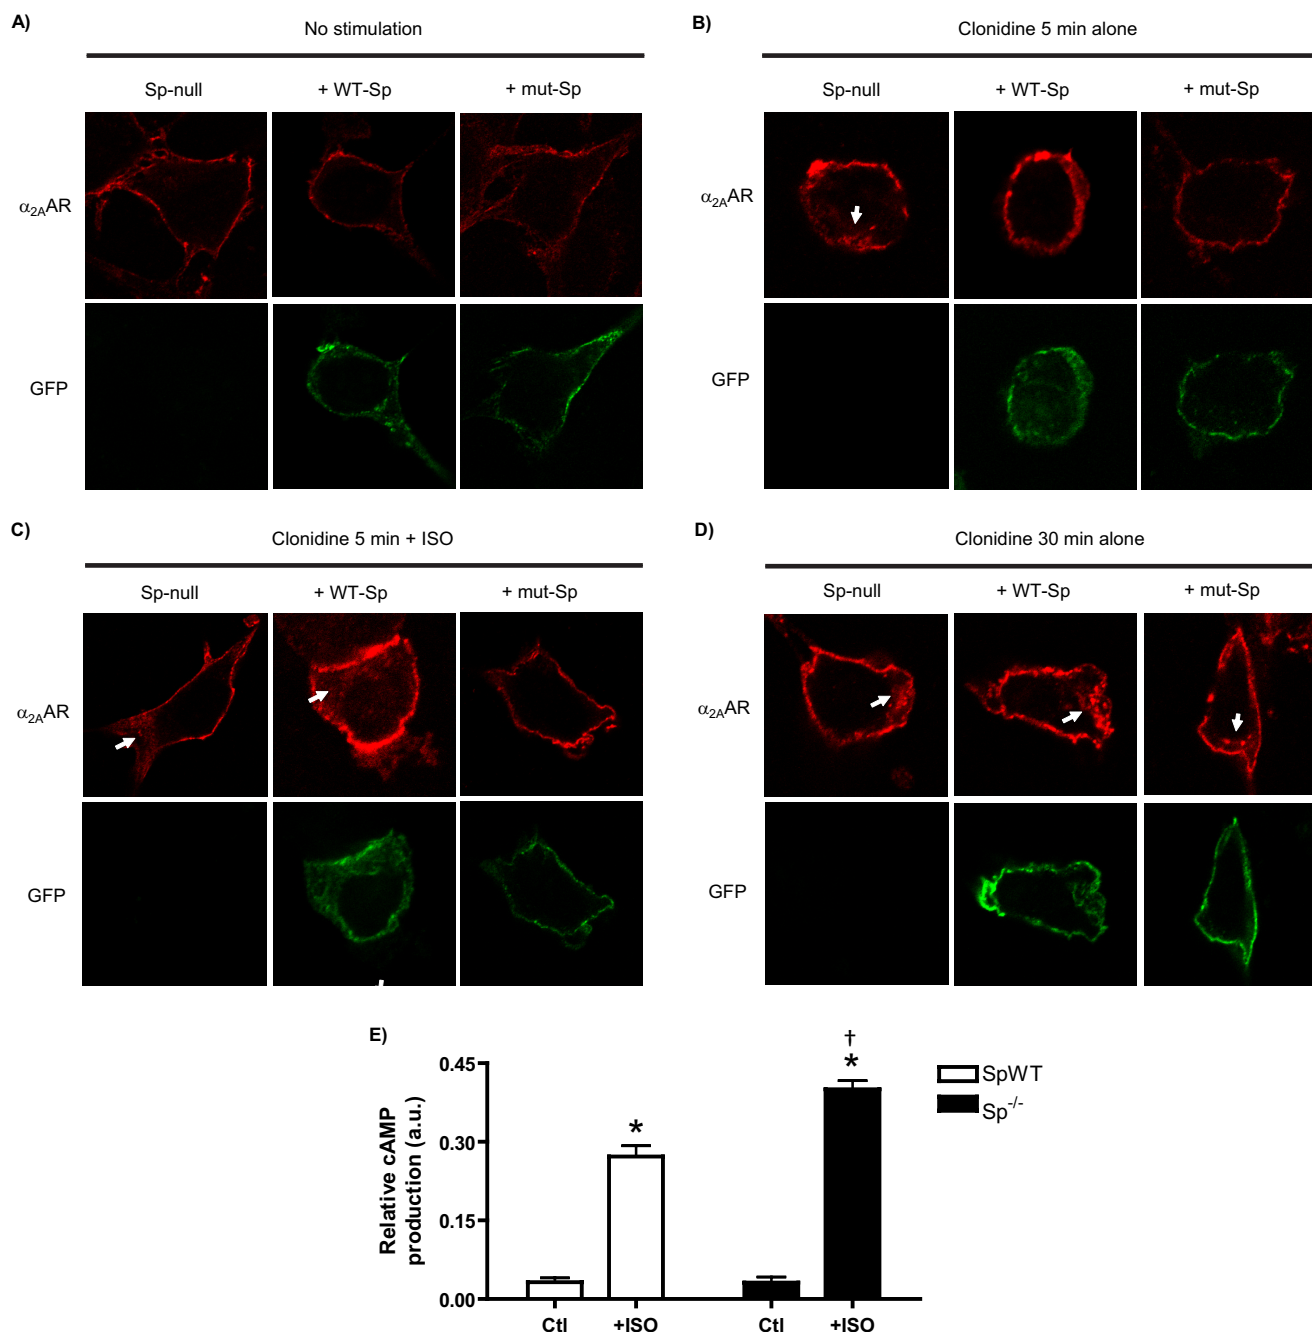 A)
No stimulation
Sp-null + WT-Sp + mut-Sp
α2AAR
GFP
B)
Clonidine 5 min alone
Sp-null + WT-Sp + mut-Sp
α2AAR
GFP
C)
Clonidine 5 min + ISO
Sp-null + WT-Sp + mut-Sp
α2AAR
GFP
D)
Clonidine 30 min alone
Sp-null + WT-Sp + mut-Sp
α2AAR
GFP
E)
Relative cAMP
production (a.u.)
0.45
0.30
0.15
0.00
*
†
*
Ctl +ISO Ctl +ISO
SpWT
Sp-/-